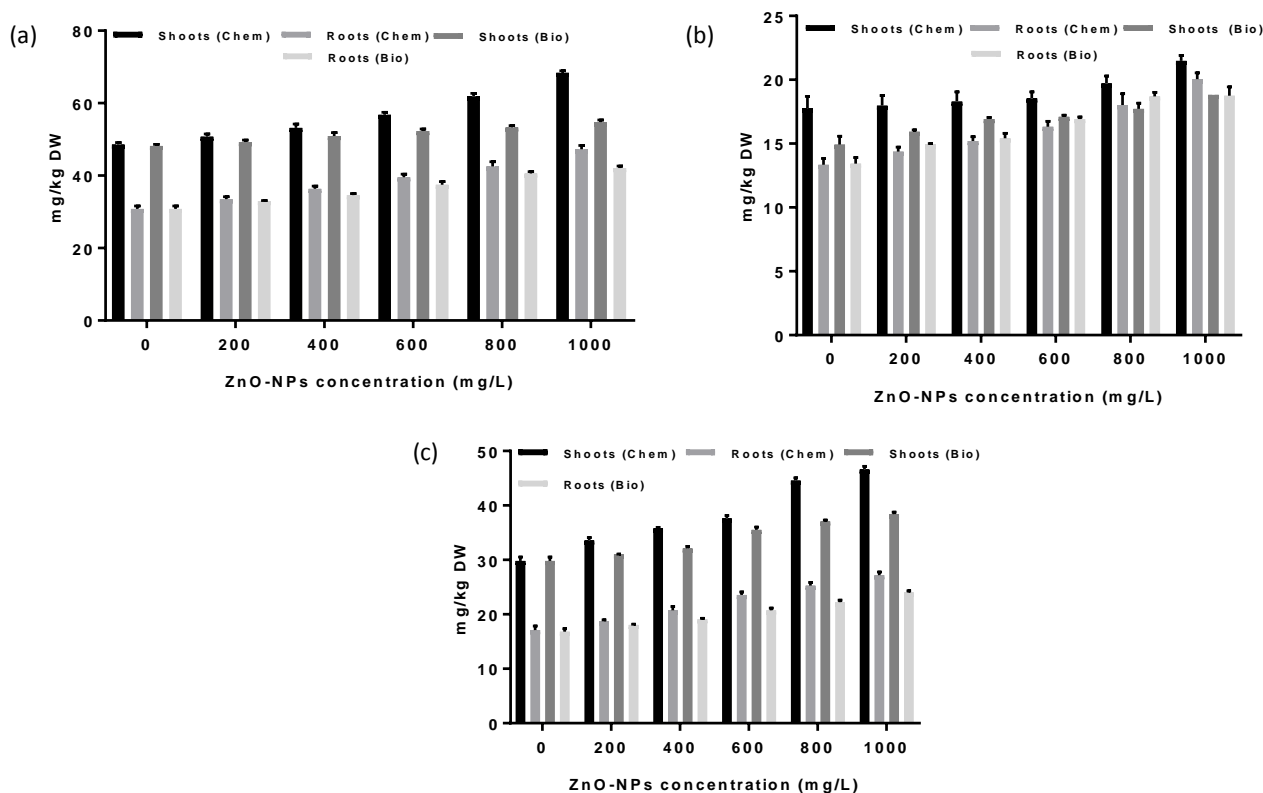 (a)
Shoots (Chem) Roots (Chem) Shoots (Bio)
Roots (Bio)
mg/kg DW
80
60
40
20
0
0 200 400 600 800 1000
ZnO-NPs concentration (mg/L)
(b)
Shoots (Chem) Roots (Chem) Shoots (Bio)
Roots (Bio)
mg/kg DW
25
20
15
10
5
0
0 200 400 600 800 1000
ZnO-NPs concentration (mg/L)
(c)
Shoots (Chem) Roots (Chem) Shoots (Bio)
Roots (Bio)
mg/kg DW
50
40
30
20
10
0
0 200 400 600 800 1000
ZnO-NPs concentration (mg/L)